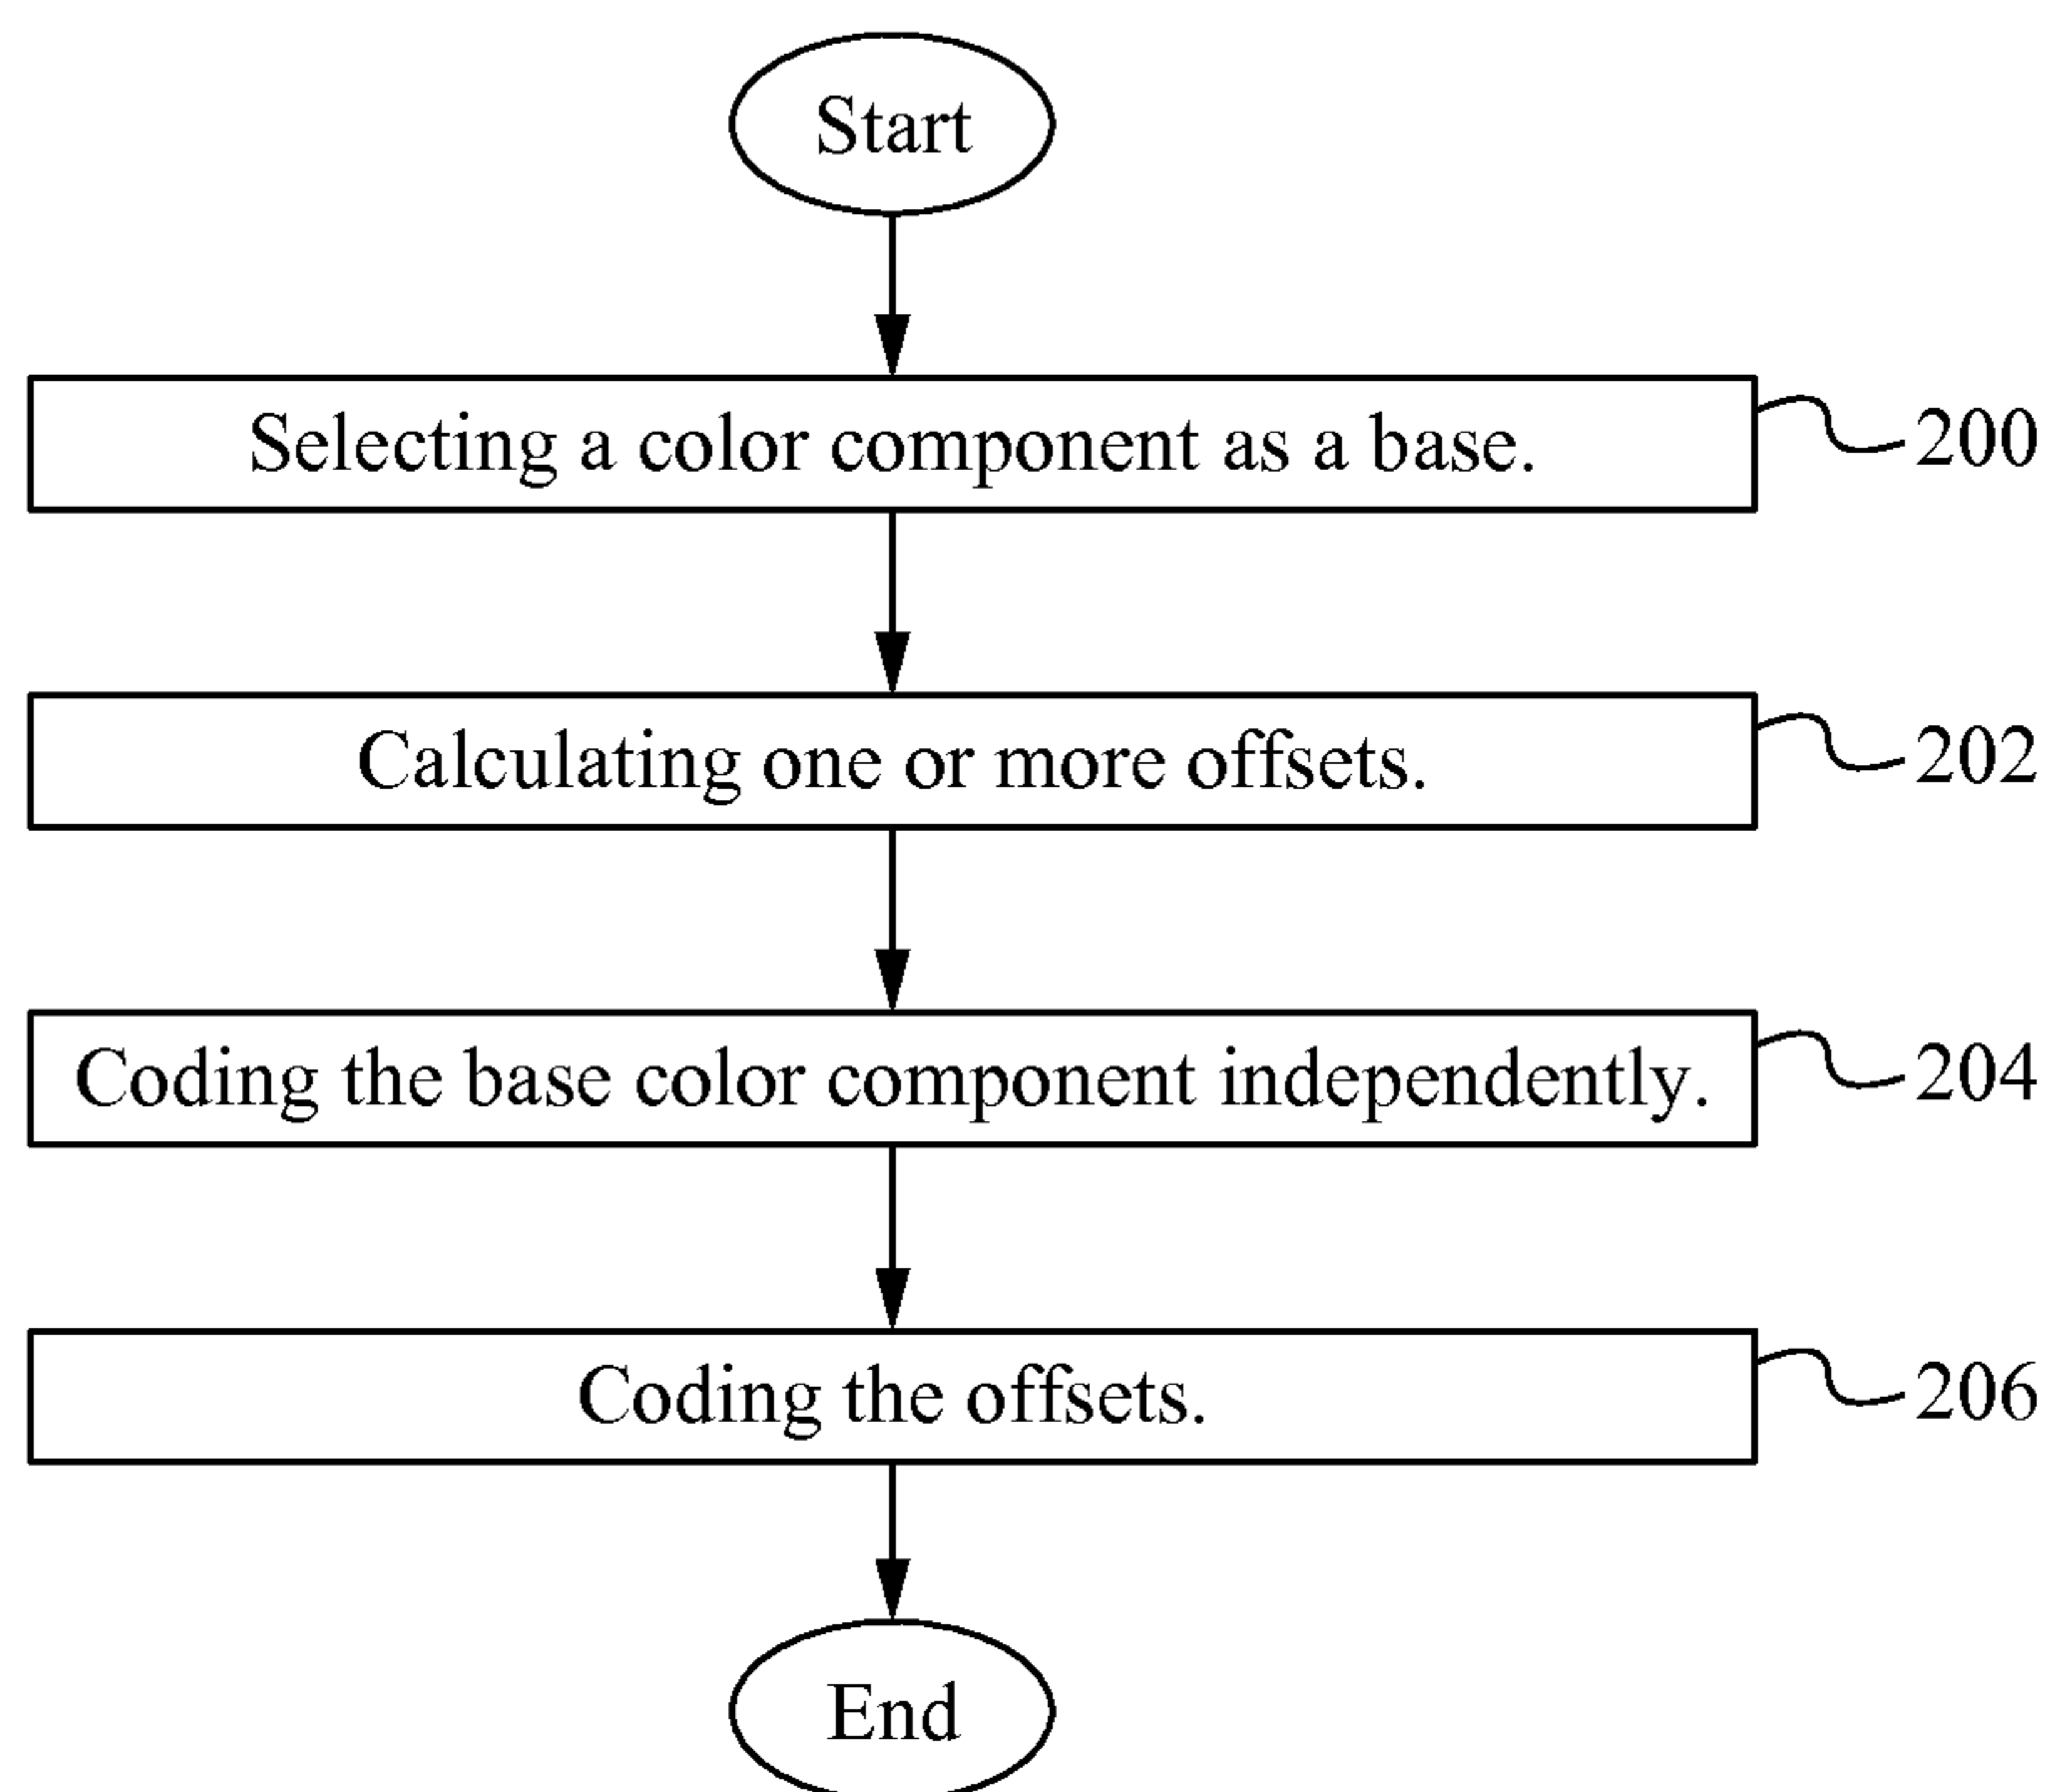 Start
Selecting a color component as a base.
200
Calculating one or more offsets.
202
Coding the base color component independently.
204
Coding the offsets.
206
End